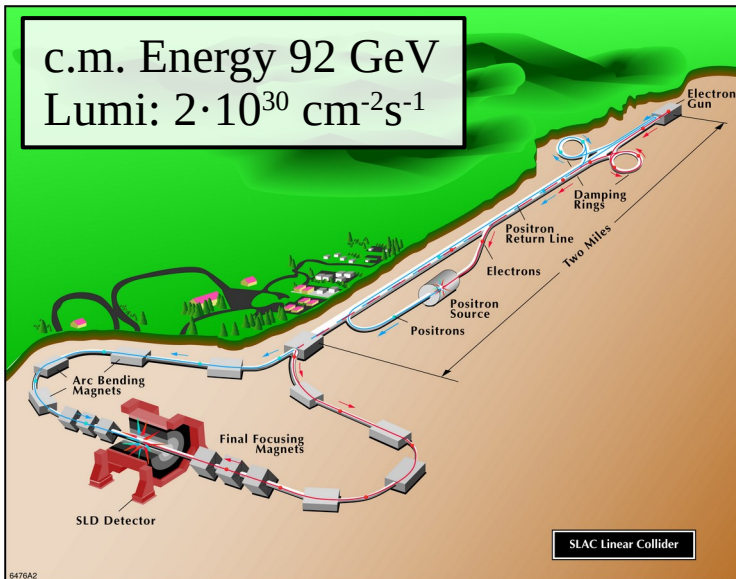 c.m. Energy 92 GeV
Lumi: 2·10³⁰ cm⁻²s⁻¹
Electron
Gun
Damping
Rings
Positron
Return Line
Two Miles
Electrons
Positron
Source
Positrons
Arc Bending
Magnets
Final Focusing
Magnets
SLD Detector
SLAC Linear Collider
6476A2